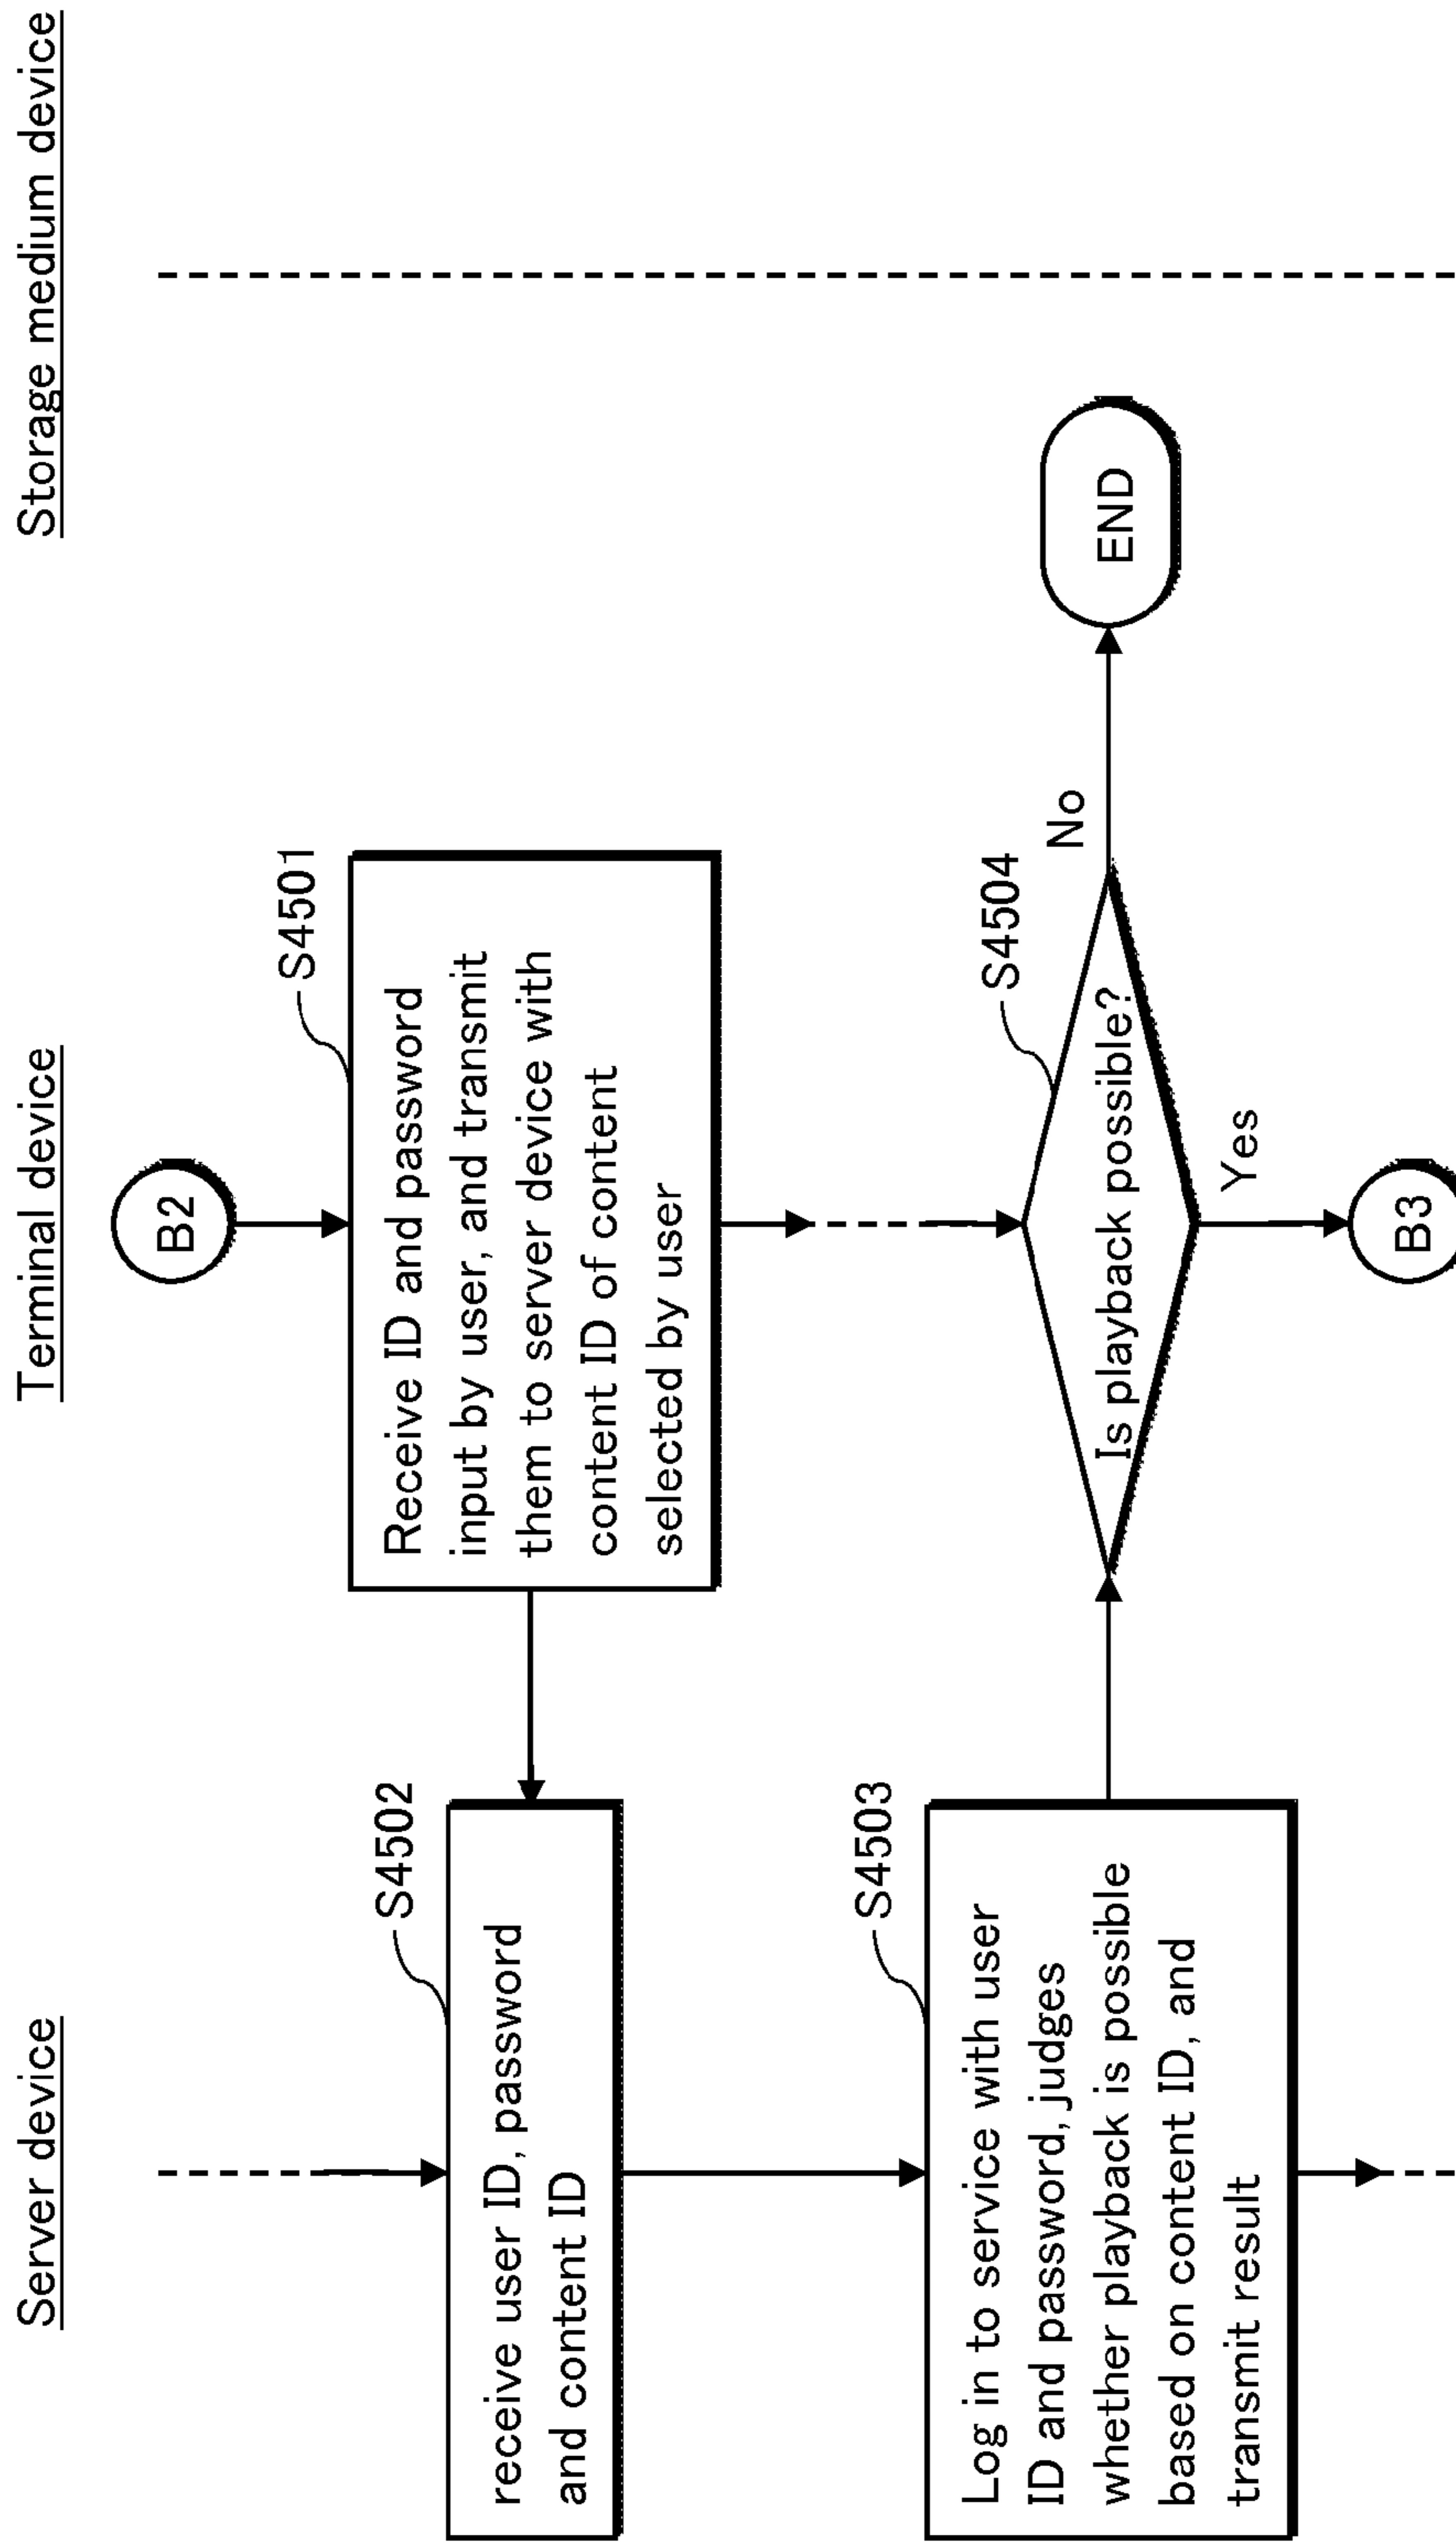 Server device
Terminal device
Storage medium device
B2
S4501
Receive ID and password
input by user, and transmit
them to server device with
content ID of content
selected by user
S4502
receive user ID, password
and content ID
S4503
Log in to service with user
ID and password, judges
whether playback is possible
based on content ID, and
transmit result
S4504
Is playback possible?
No
END
Yes
B3